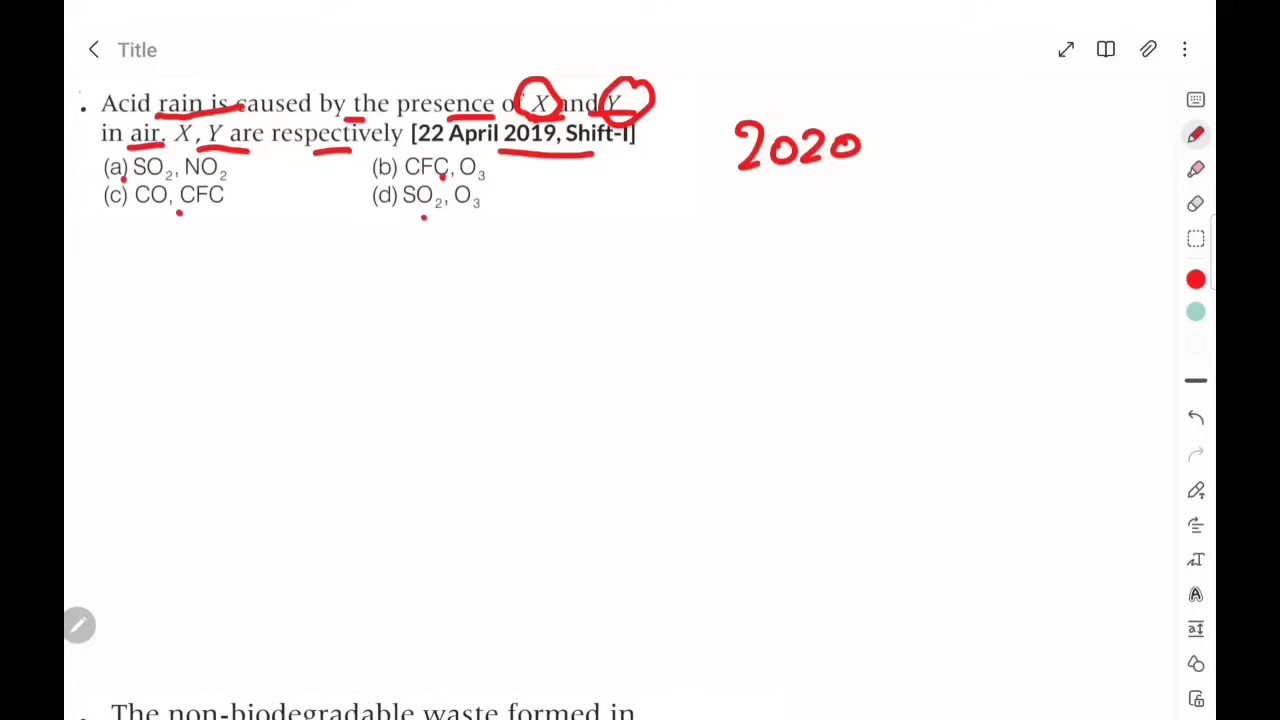 Title
. Acid rain is caused by the presence of X and Y
in air. X, Y are respectively [22 April 2019, Shift-I]
2020
(a) SO₂, NO₂ (b) CFC, O₃
(c) CO, CFC (d) SO₂, O₃
. The non-biodegradable waste formed in